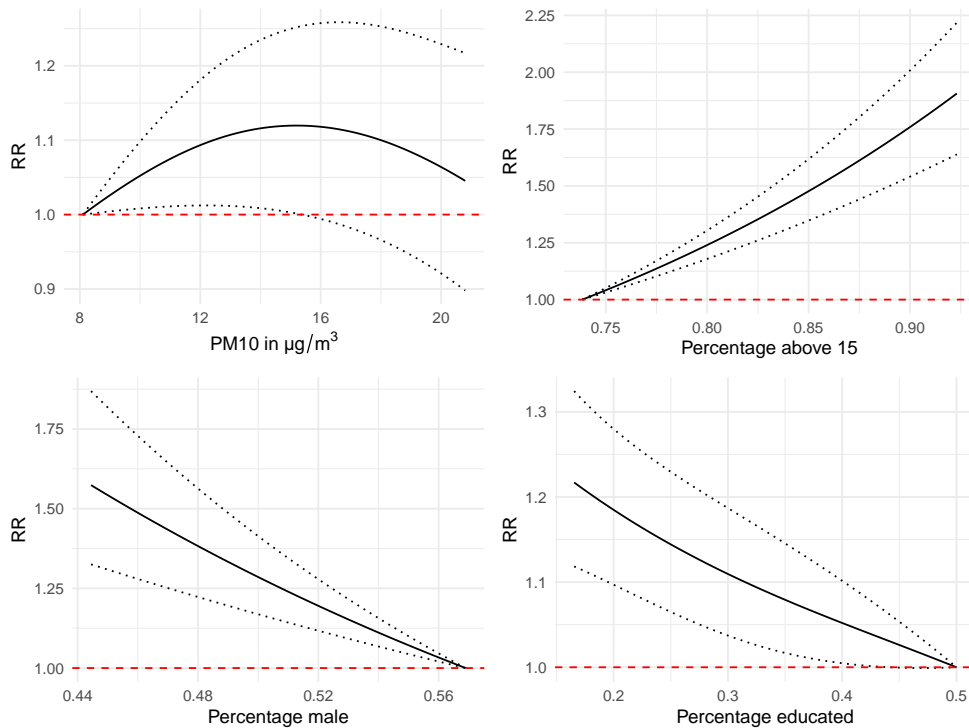 RR
1.2
1.1
1.0
0.9
8 12 16 20
PM10 in μg/m³
RR
2.25
2.00
1.75
1.50
1.25
1.00
0.75 0.80 0.85 0.90
Percentage above 15
RR
1.75
1.50
1.25
1.00
0.44 0.48 0.52 0.56
Percentage male
RR
1.3
1.2
1.1
1.0
0.2 0.3 0.4 0.5
Percentage educated